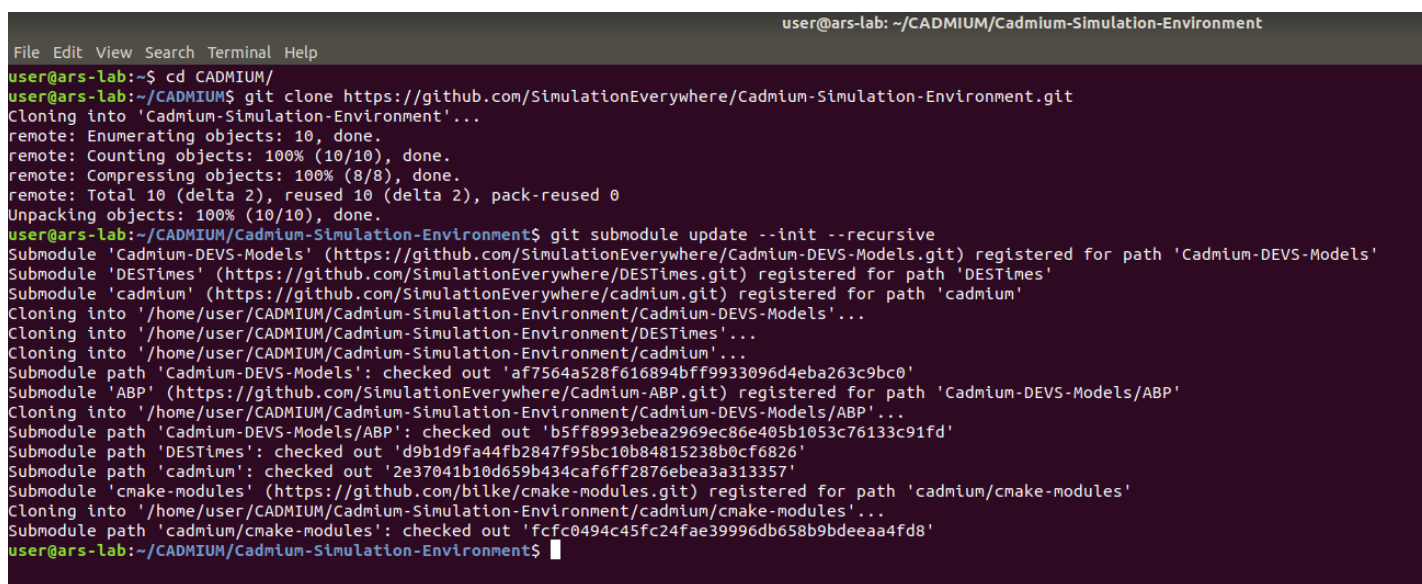 user@ars-lab: ~/CADMIUM/Cadmium-Simulation-Environment
File Edit View Search Terminal Help
user@ars-lab:~$ cd CADMIUM/
user@ars-lab:~/CADMIUM$ git clone https://github.com/SimulationEverywhere/Cadmium-Simulation-Environment.git
Cloning into 'Cadmium-Simulation-Environment'...
remote: Enumerating objects: 10, done.
remote: Counting objects: 100% (10/10), done.
remote: Compressing objects: 100% (8/8), done.
remote: Total 10 (delta 2), reused 10 (delta 2), pack-reused 0
Unpacking objects: 100% (10/10), done.
user@ars-lab:~/CADMIUM/Cadmium-Simulation-Environment$ git submodule update --init --recursive
Submodule 'Cadmium-DEVS-Models' (https://github.com/SimulationEverywhere/Cadmium-DEVS-Models.git) registered for path 'Cadmium-DEVS-Models'
Submodule 'DESTimes' (https://github.com/SimulationEverywhere/DESTimes.git) registered for path 'DESTimes'
Submodule 'cadmium' (https://github.com/SimulationEverywhere/cadmium.git) registered for path 'cadmium'
Cloning into '/home/user/CADMIUM/Cadmium-Simulation-Environment/Cadmium-DEVS-Models'...
Cloning into '/home/user/CADMIUM/Cadmium-Simulation-Environment/DESTimes'...
Cloning into '/home/user/CADMIUM/Cadmium-Simulation-Environment/cadmium'...
Submodule path 'Cadmium-DEVS-Models': checked out 'af7564a528f616894bff9933096d4eba263c9bc0'
Submodule 'ABP' (https://github.com/SimulationEverywhere/Cadmium-ABP.git) registered for path 'Cadmium-DEVS-Models/ABP'
Cloning into '/home/user/CADMIUM/Cadmium-Simulation-Environment/Cadmium-DEVS-Models/ABP'...
Submodule path 'Cadmium-DEVS-Models/ABP': checked out 'b5ff8993ebea2969ec86e405b1053c76133c91fd'
Submodule path 'DESTimes': checked out 'd9b1d9fa44fb2847f95bc10b84815238b0cf6826'
Submodule path 'cadmium': checked out '2e37041b10d659b434caf6ff2876ebea3a313357'
Submodule 'cmake-modules' (https://github.com/bilke/cmake-modules.git) registered for path 'cadmium/cmake-modules'
Cloning into '/home/user/CADMIUM/Cadmium-Simulation-Environment/cadmium/cmake-modules'...
Submodule path 'cadmium/cmake-modules': checked out 'fcfc0494c45fc24fae39996db658b9bdeeaa4fd8'
user@ars-lab:~/CADMIUM/Cadmium-Simulation-Environment$